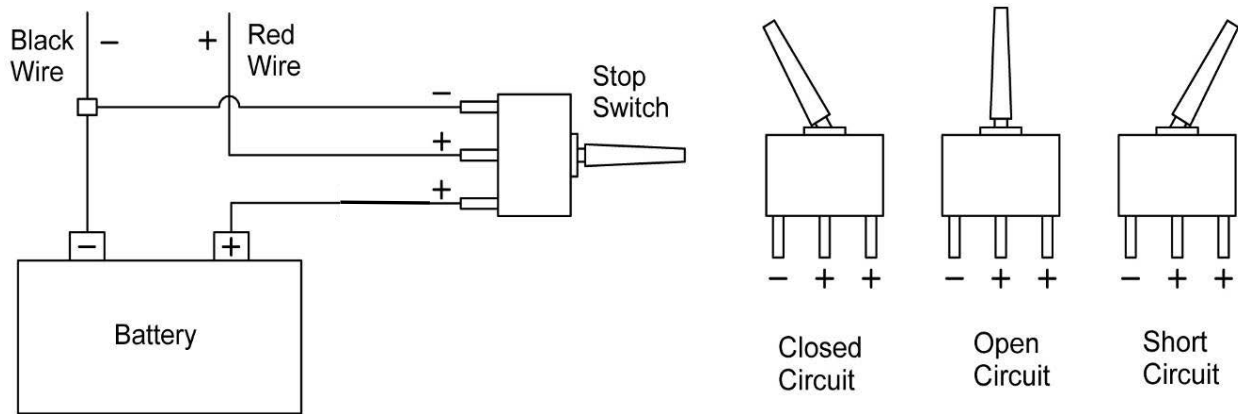 Black
Wire
−
+
Red
Wire
Stop
Switch
−
+
+
− +
Battery
− + +
− + +
− + +
Closed
Circuit
Open
Circuit
Short
Circuit